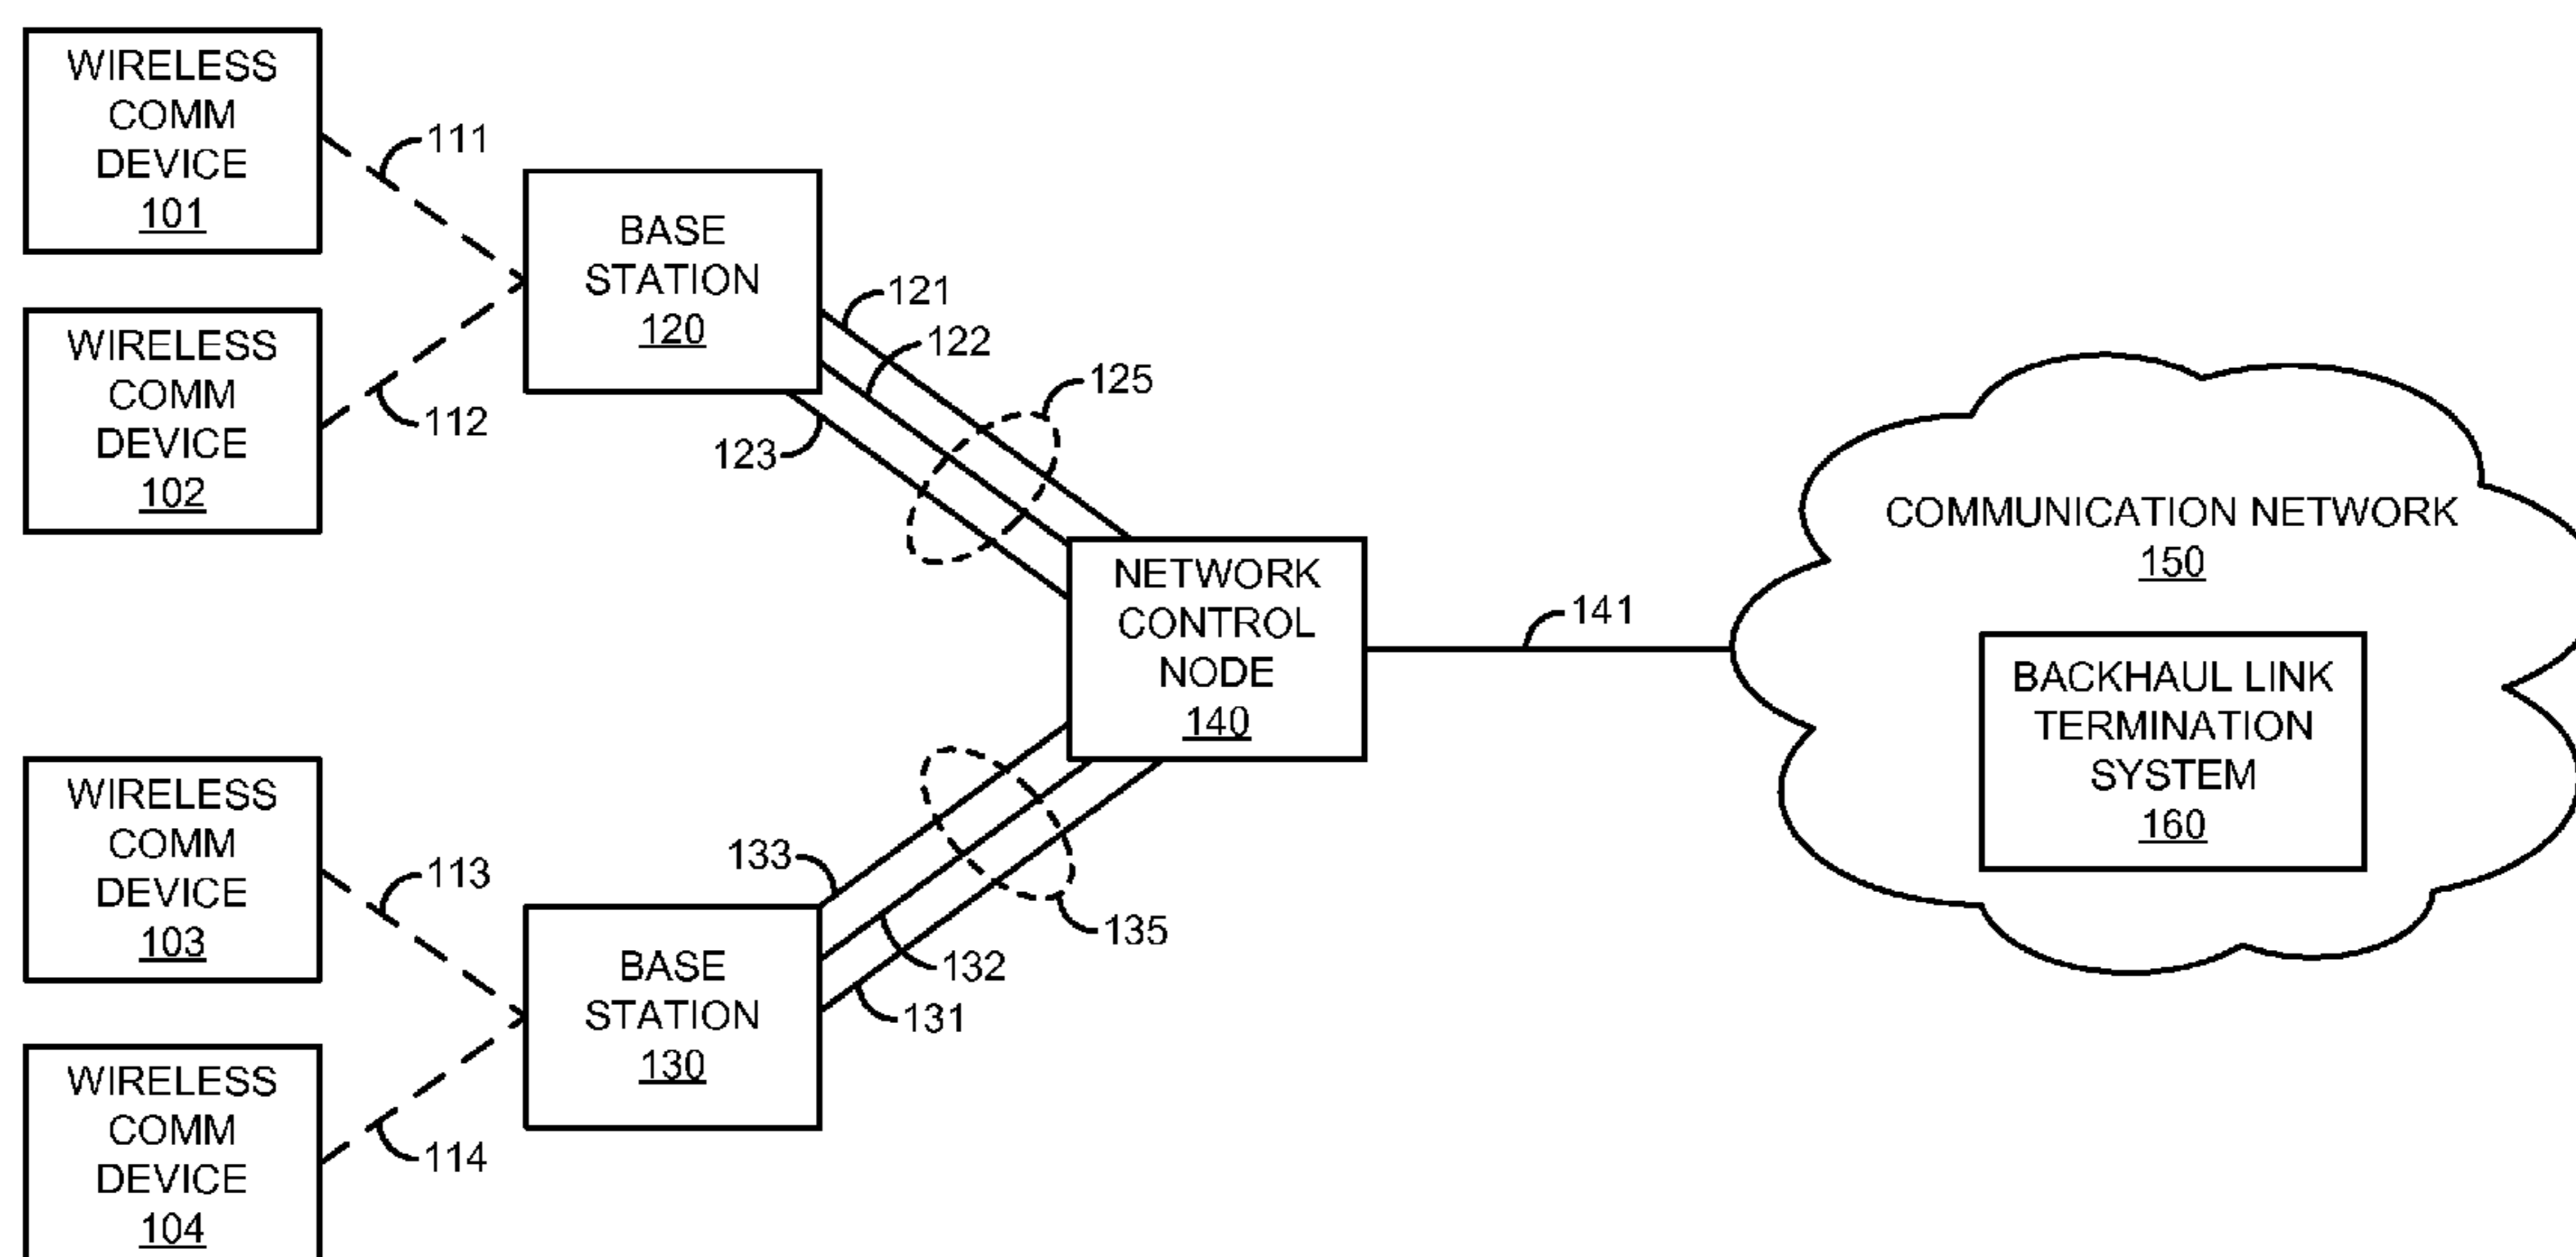 WIRELESS
COMM
DEVICE
101
111
WIRELESS
COMM
DEVICE
102
112
BASE
STATION
120
121
122
123
125
NETWORK
CONTROL
NODE
140
141
COMMUNICATION NETWORK
150
BACKHAUL LINK
TERMINATION
SYSTEM
160
WIRELESS
COMM
DEVICE
103
113
WIRELESS
COMM
DEVICE
104
114
BASE
STATION
130
133
132
131
135